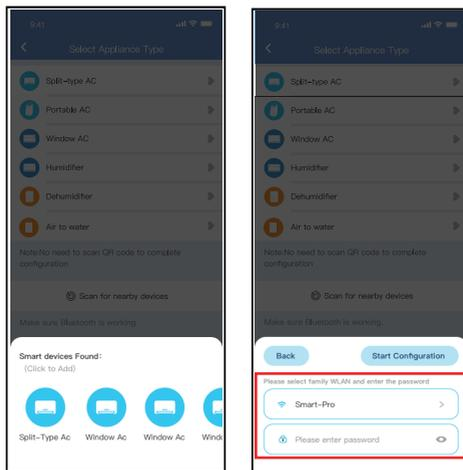 9:41
Select Appliance Type
Split-type AC
Portable AC
Window AC
Humidifier
Dehumidifier
Air to water
Note:No need to scan QR code to complete
configuration
Scan for nearby devices
Make sure Bluetooth is working.
Smart devices Found:
(Click to Add)
Split-Type Ac
Window Ac
Window Ac
Wind
9:41
Select Appliance Type
Split-type AC
Portable AC
Window AC
Humidifier
Dehumidifier
Air to water
Note:No need to scan QR code to complete
configuration
Scan for nearby devices
Make sure Bluetooth is working.
Back
Start Configuration
Please select family WLAN and enter the password
Smart-Pro
Please enter password